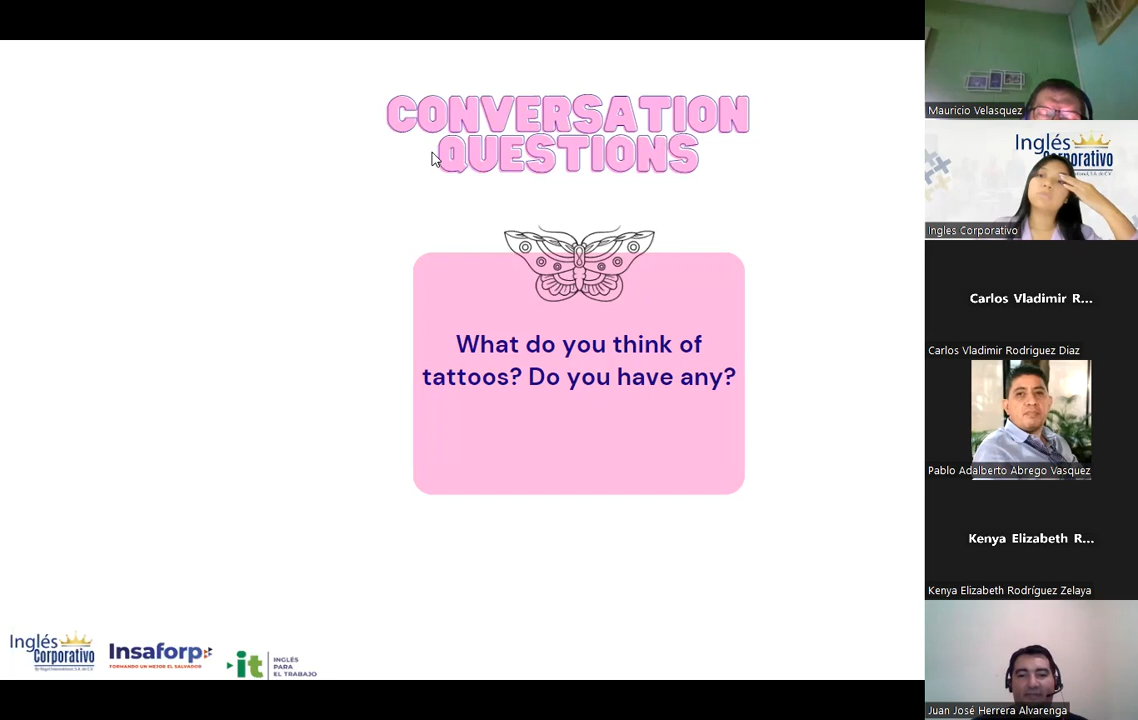 CONVERSATION
QUESTIONS
What do you think of
tattoos? Do you have any?
Inglés
Corporativo
Insaforp
FORMANDO UN MEJOR EL SALVADOR
it
INGLÉS
PARA
EL TRABAJO
Mauricio Velasquez
Inglés
Corporativo
Ingles Corporativo
Carlos Vladimir R...
Carlos Vladimir Rodriguez Diaz
Pablo Adalberto Abrego Vasquez
Kenya Elizabeth R...
Kenya Elizabeth Rodríguez Zelaya
Juan José Herrera Alvarenga